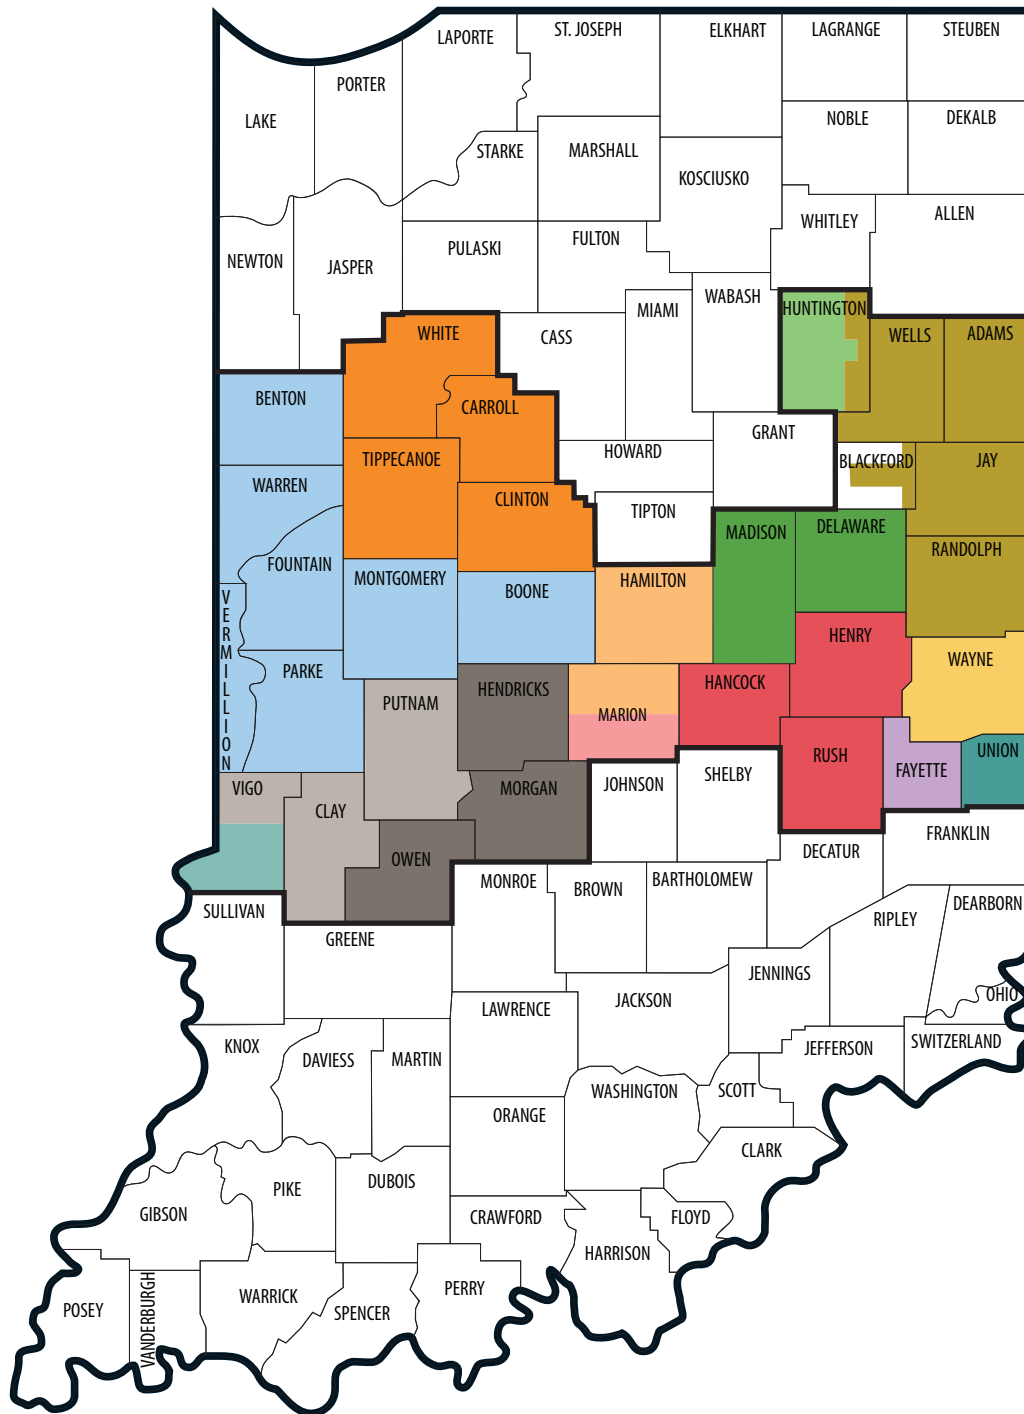 LAPORTE
ST. JOSEPH
ELKHART
LAGRANGE
STEUBEN
PORTER
LAKE
NOBLE
DEKALB
STARKE
MARSHALL
KOSCIUSKO
WHITLEY
ALLEN
NEWTON
JASPER
PULASKI
FULTON
MIAMI
WABASH
HUNTINGTON
WHITE
CASS
WELLS
ADAMS
BENTON
CARROLL
GRANT
TIPPECANOE
HOWARD
BLACKFORD
JAY
WARREN
CLINTON
TIPTON
MADISON
DELAWARE
RANDOLPH
FOUNTAIN
MONTGOMERY
BOONE
HAMILTON
VERMILLION
HENRY
WAYNE
PARKE
PUTNAM
HENDRICKS
HANCOCK
MARION
RUSH
FAYETTE
UNION
VIGO
CLAY
MORGAN
JOHNSON
SHELBY
FRANKLIN
OWEN
DECATUR
MONROE
BROWN
BARTHOLOMEW
SULLIVAN
DEARBORN
RIPLEY
GREENE
JENNINGS
OHIO
LAWRENCE
JACKSON
KNOX
DAVIESS
MARTIN
JEFFERSON
SWITZERLAND
WASHINGTON
SCOTT
ORANGE
CLARK
PIKE
DUBOIS
GIBSON
CRAWFORD
FLOYD
HARRISON
POSEY
VANDERBURGH
WARRICK
SPENCER
PERRY